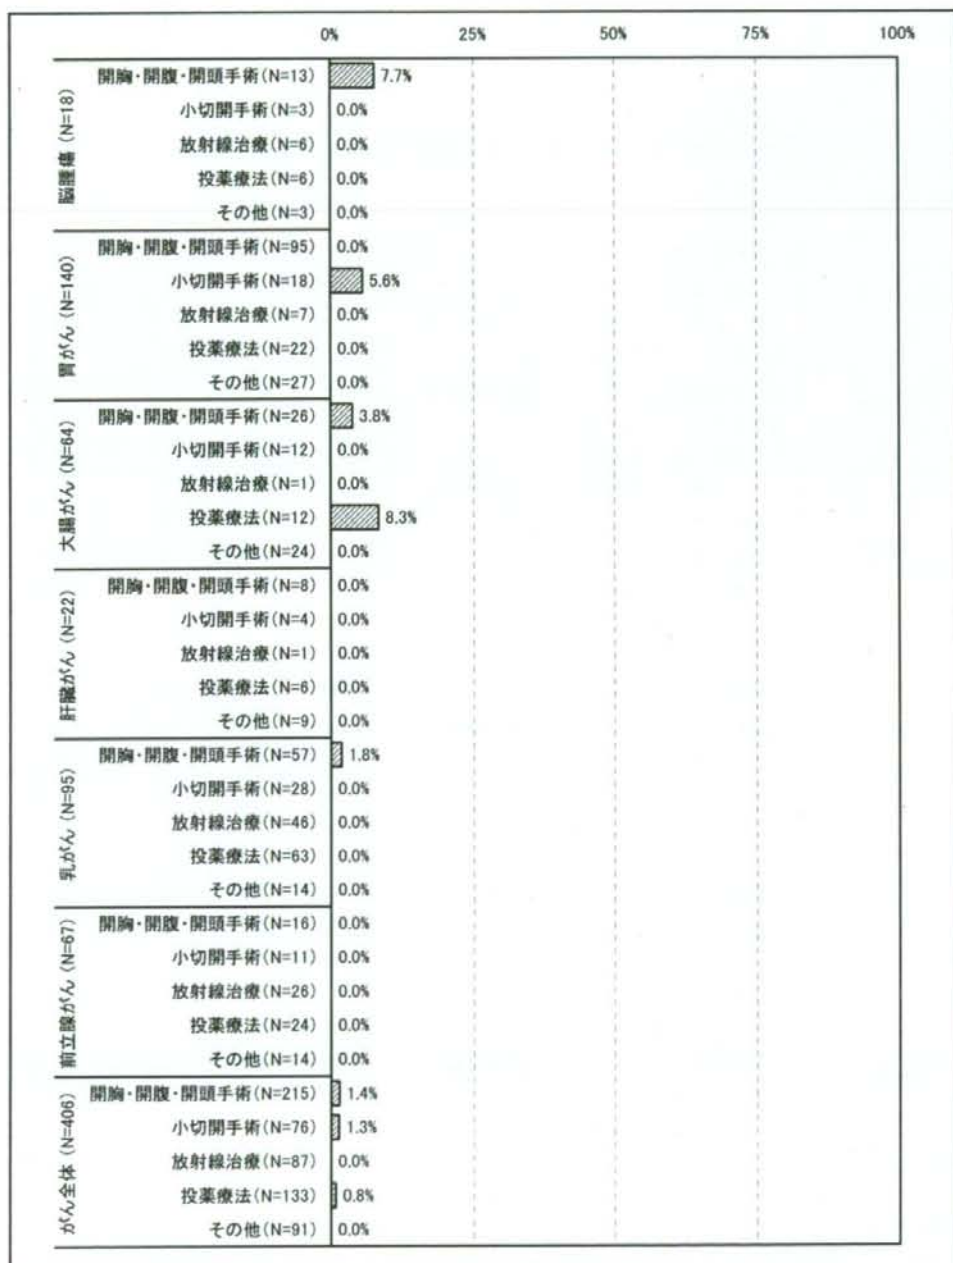 0% 25% 50% 75% 100%
脳腫瘍 (N=18)
開胸・開腹・開頭手術(N=13) 7.7%
小切開手術(N=3) 0.0%
放射線治療(N=6) 0.0%
投薬療法(N=6) 0.0%
その他(N=3) 0.0%
胃がん (N=140)
開胸・開腹・開頭手術(N=95) 0.0%
小切開手術(N=18) 5.6%
放射線治療(N=7) 0.0%
投薬療法(N=22) 0.0%
その他(N=27) 0.0%
大腸がん (N=64)
開胸・開腹・開頭手術(N=26) 3.8%
小切開手術(N=12) 0.0%
放射線治療(N=1) 0.0%
投薬療法(N=12) 8.3%
その他(N=24) 0.0%
肝臓がん (N=22)
開胸・開腹・開頭手術(N=8) 0.0%
小切開手術(N=4) 0.0%
放射線治療(N=1) 0.0%
投薬療法(N=6) 0.0%
その他(N=9) 0.0%
乳がん (N=95)
開胸・開腹・開頭手術(N=57) 1.8%
小切開手術(N=28) 0.0%
放射線治療(N=46) 0.0%
投薬療法(N=63) 0.0%
その他(N=14) 0.0%
前立腺がん (N=67)
開胸・開腹・開頭手術(N=16) 0.0%
小切開手術(N=11) 0.0%
放射線治療(N=26) 0.0%
投薬療法(N=24) 0.0%
その他(N=14) 0.0%
がん全体 (N=406)
開胸・開腹・開頭手術(N=215) 1.4%
小切開手術(N=76) 1.3%
放射線治療(N=87) 0.0%
投薬療法(N=133) 0.8%
その他(N=91) 0.0%